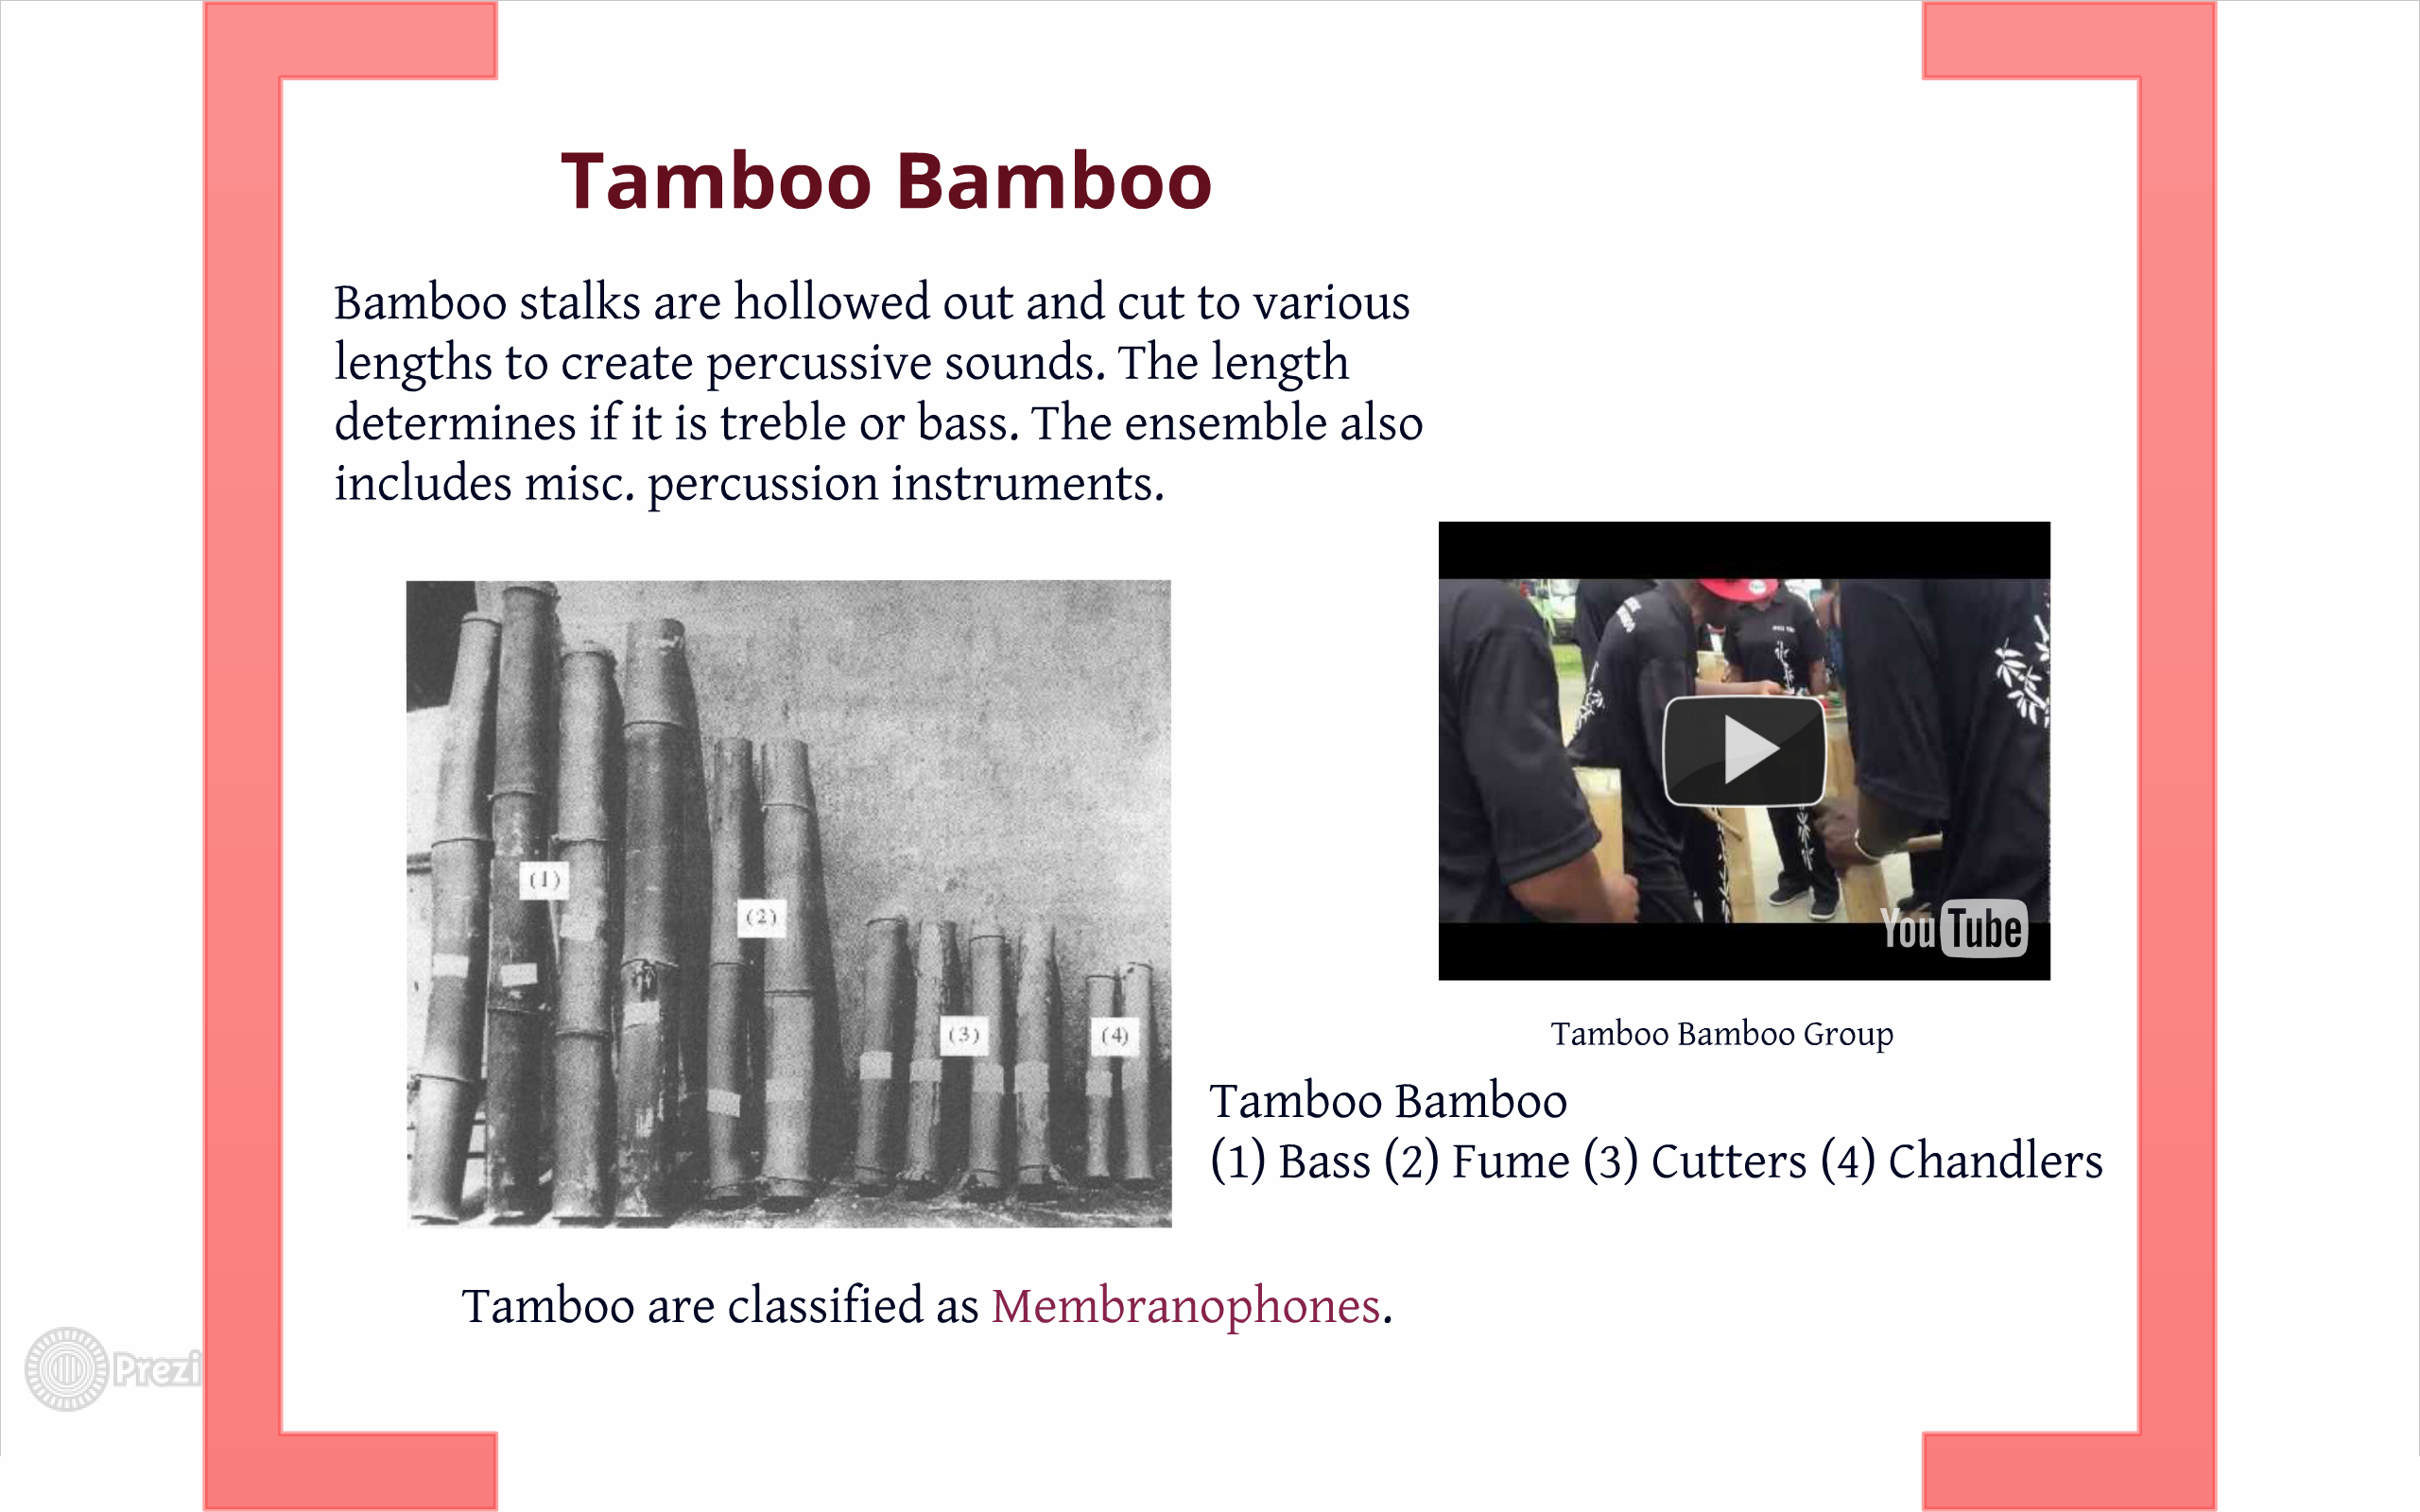 Tamboo Bamboo
Bamboo stalks are hollowed out and cut to various
lengths to create percussive sounds. The length
determines if it is treble or bass. The ensemble also
includes misc. percussion instruments.
(1)
(2)
(3)
(4)
YouTube
Tamboo Bamboo Group
Tamboo Bamboo
(1) Bass (2) Fume (3) Cutters (4) Chandlers
Tamboo are classified as Membranophones.
Prezi